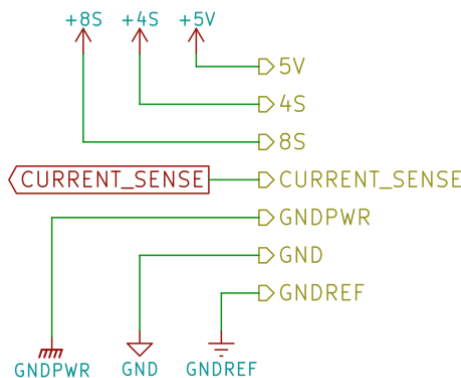 +8S +4S +5V
5V
4S
8S
CURRENT_SENSE CURRENT_SENSE
GNDPWR
GND
GNDREF
GNDPWR GND GNDREF